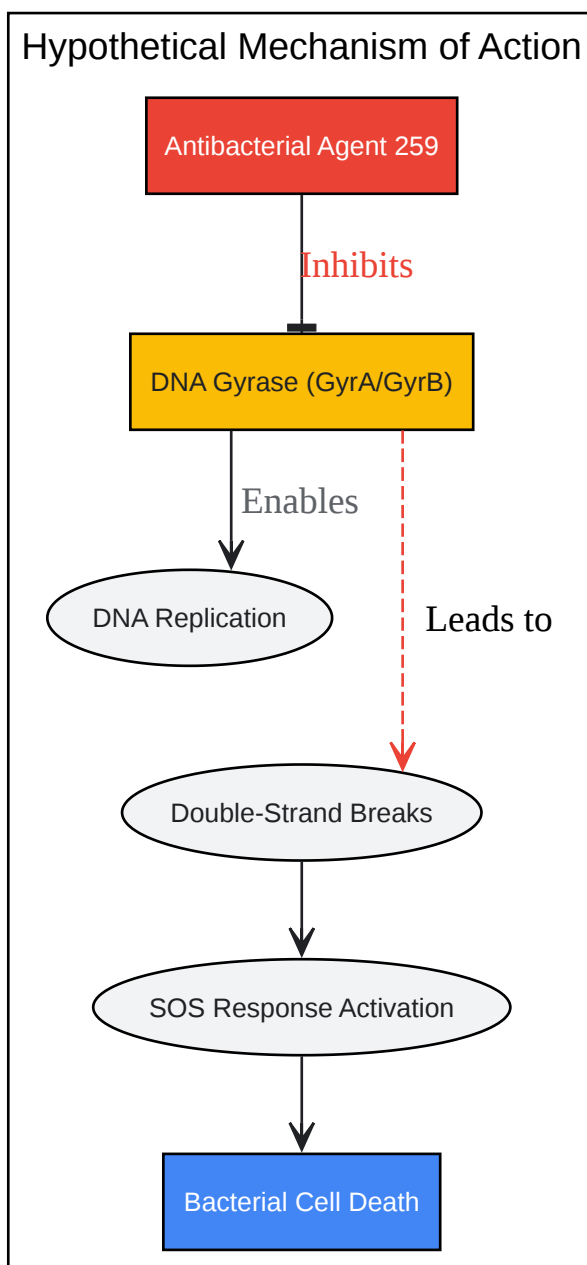 Hypothetical Mechanism of Action
Antibacterial Agent 259
Inhibits
DNA Gyrase (GyrA/GyrB)
Enables
DNA Replication
Leads to
Double-Strand Breaks
SOS Response Activation
Bacterial Cell Death